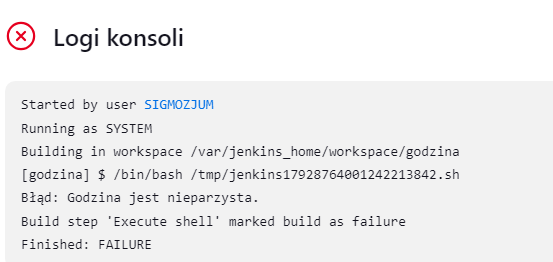 Logi konsoli
Started by user SIGMOZJUM
Running as SYSTEM
Building in workspace /var/jenkins_home/workspace/godzina
[godzina] $ /bin/bash /tmp/jenkins17928764001242213842.sh
Błąd: Godzina jest nieparzysta.
Build step 'Execute shell' marked build as failure
Finished: FAILURE